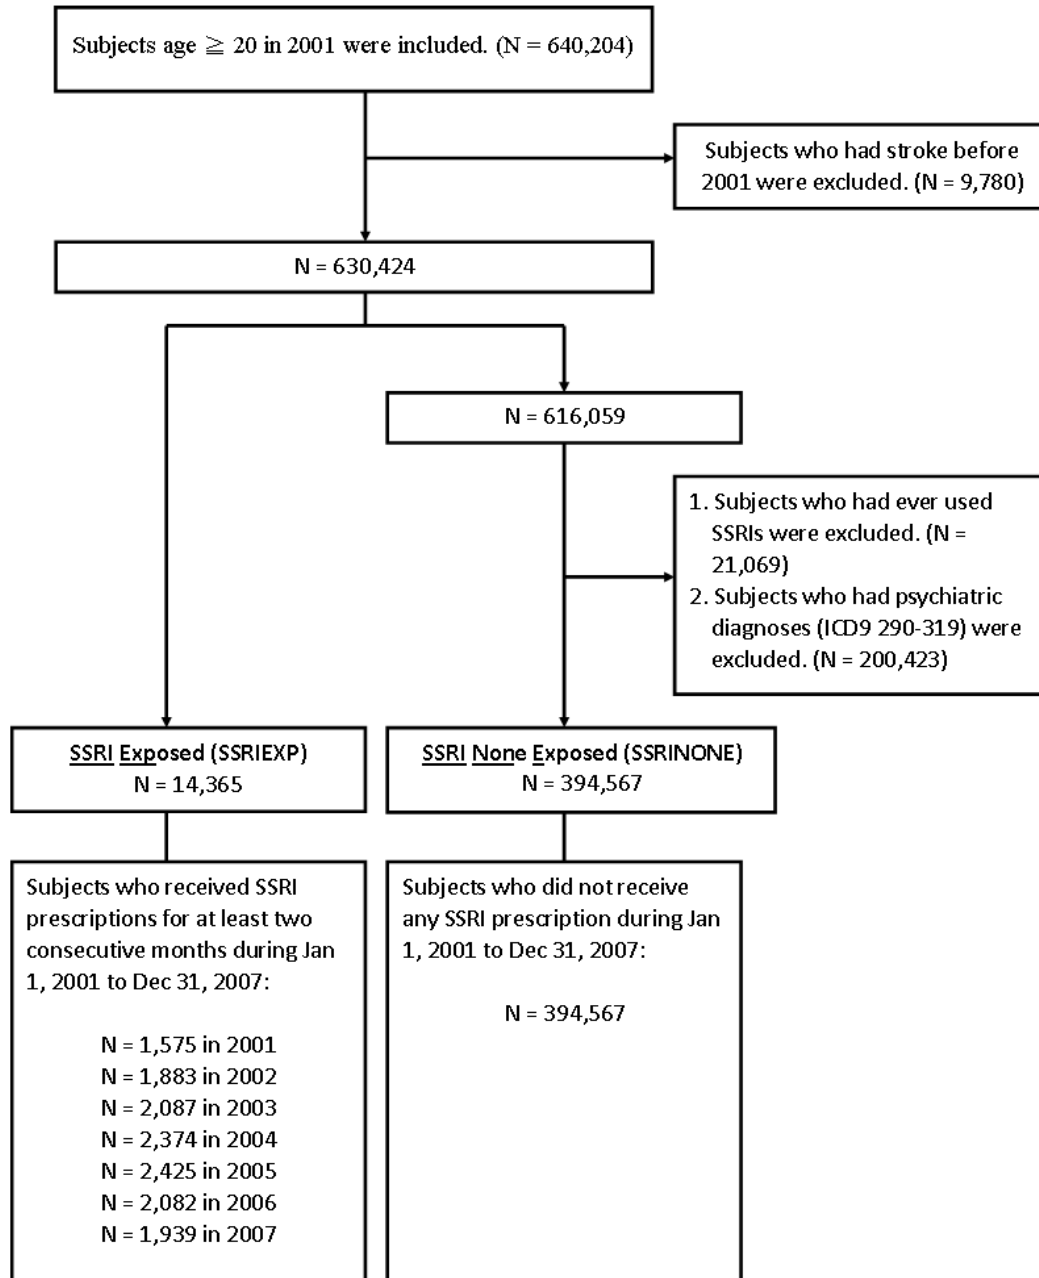 Subjects age ≧ 20 in 2001 were included. (N = 640,204)
Subjects who had stroke before
2001 were excluded. (N = 9,780)
N = 630,424
N = 616,059
1. Subjects who had ever used
SSRIs were excluded. (N =
21,069)
2. Subjects who had psychiatric
diagnoses (ICD9 290-319) were
excluded. (N = 200,423)
SSRI Exposed (SSRIEXP)
N = 14,365
SSRI None Exposed (SSRINONE)
N = 394,567
Subjects who received SSRI
prescriptions for at least two
consecutive months during Jan
1, 2001 to Dec 31, 2007:
N = 1,575 in 2001
N = 1,883 in 2002
N = 2,087 in 2003
N = 2,374 in 2004
N = 2,425 in 2005
N = 2,082 in 2006
N = 1,939 in 2007
Subjects who did not receive
any SSRI prescription during Jan
1, 2001 to Dec 31, 2007:
N = 394,567